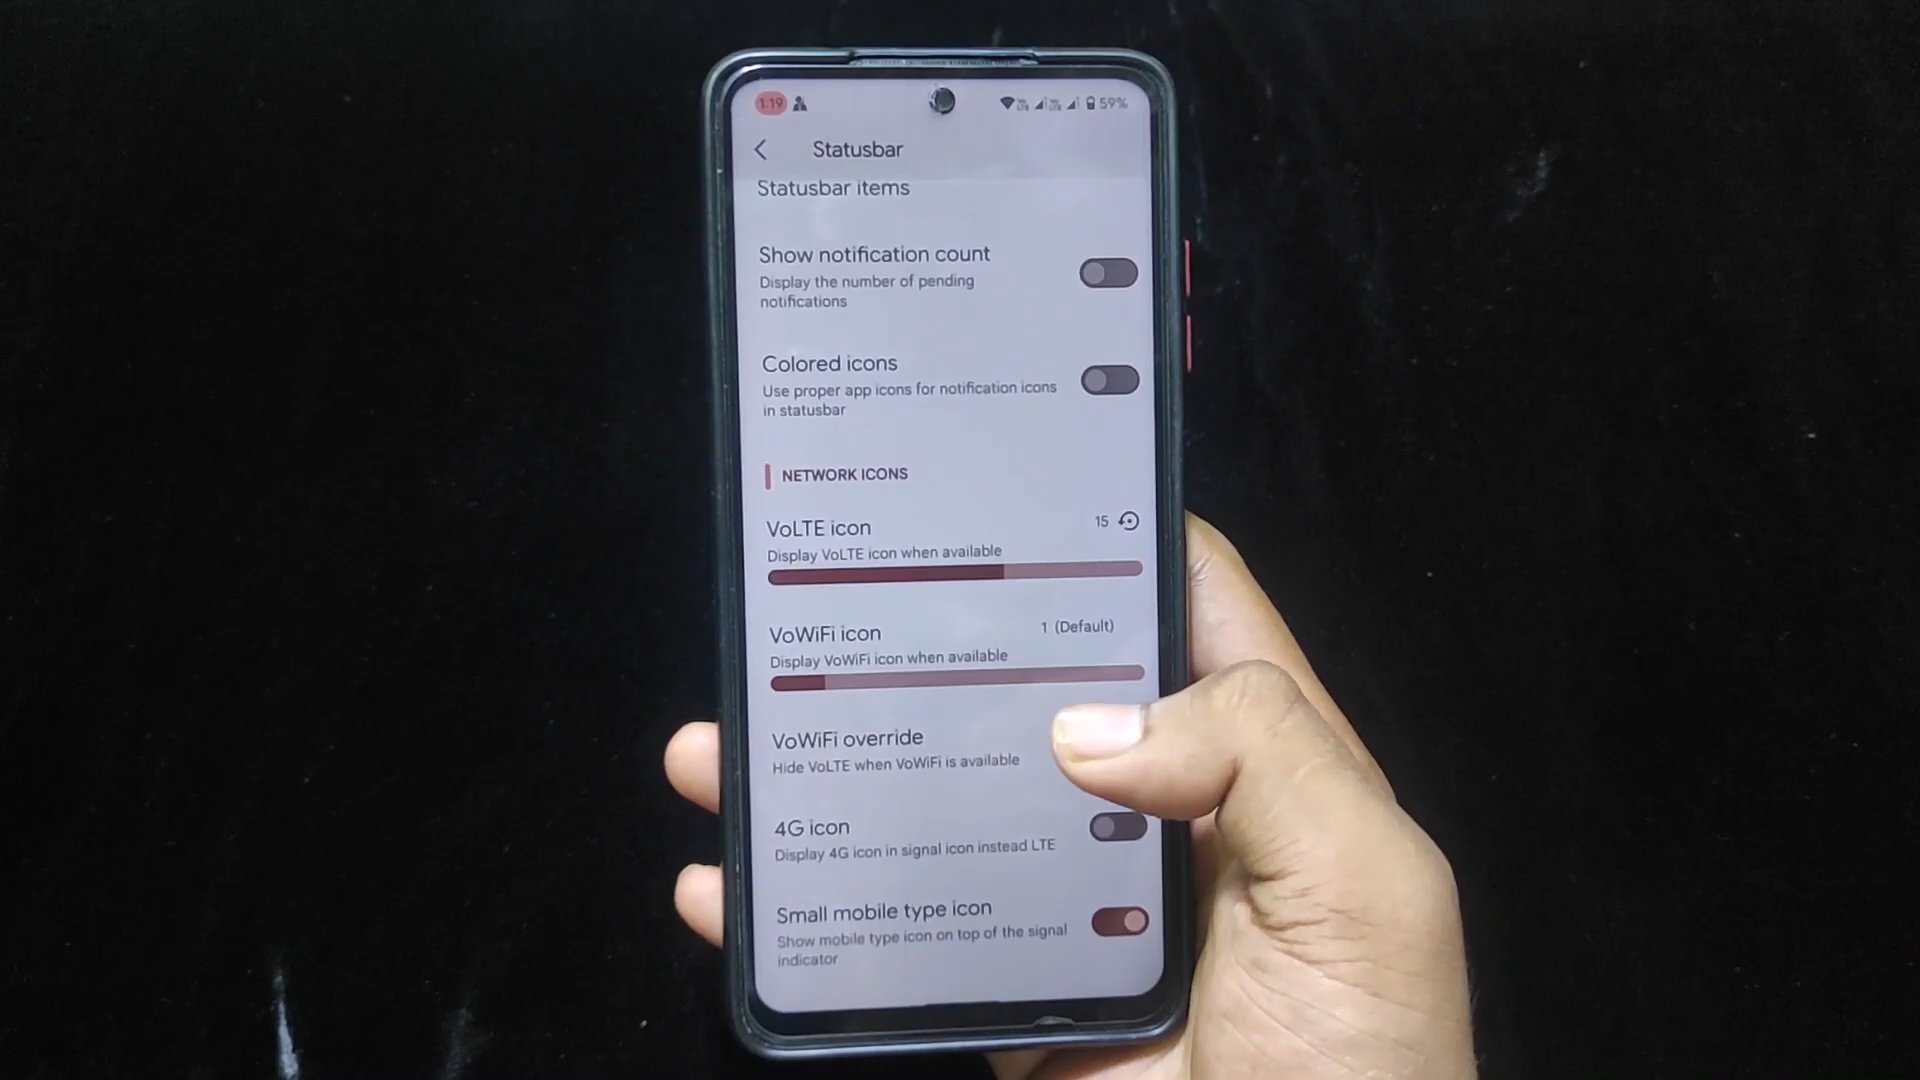 1:19 59%
Statusbar
Statusbar items
Show notification count
Display the number of pending
notifications
Colored icons
Use proper app icons for notification icons
in statusbar
NETWORK ICONS
VoLTE icon 15
Display VoLTE icon when available
VoWiFi icon 1 (Default)
Display VoWiFi icon when available
VoWiFi override
Hide VoLTE when VoWiFi is available
4G icon
Display 4G icon in signal icon instead LTE
Small mobile type icon
Show mobile type icon on top of the signal
indicator